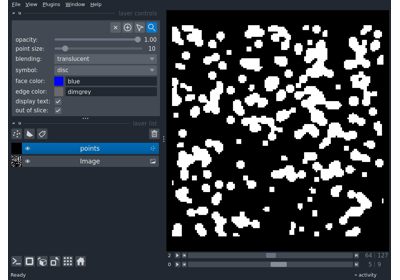 File View Plugins Window Help
layer controls
opacity: 1.00
point size: 10
blending: translucent
symbol: disc
face color: blue
edge color: dimgrey
display text:
out of slice:
layer list
points
Image
2 64 127
0 5 9
Ready activity